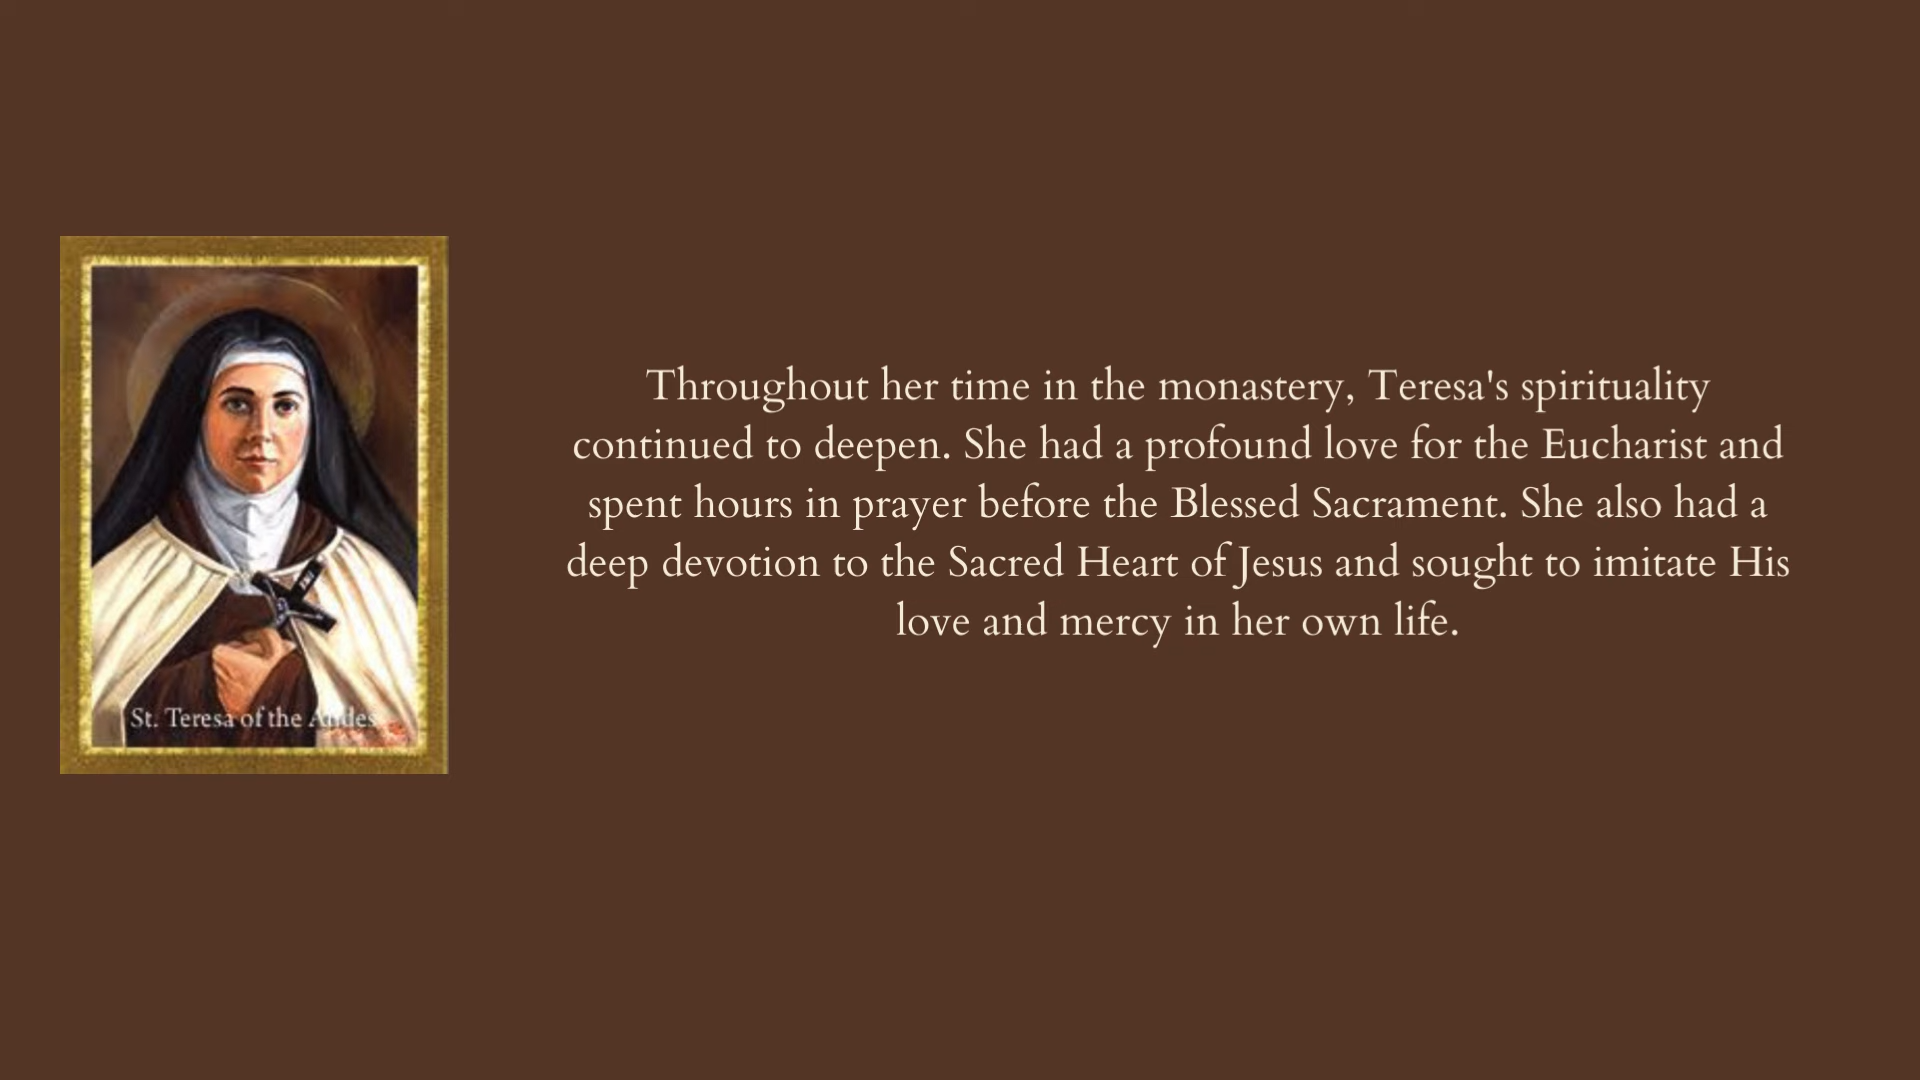 Throughout her time in the monastery, Teresa's spirituality
continued to deepen. She had a profound love for the Eucharist and
spent hours in prayer before the Blessed Sacrament. She also had a
deep devotion to the Sacred Heart of Jesus and sought to imitate His
love and mercy in her own life.
St. Teresa of the Andes